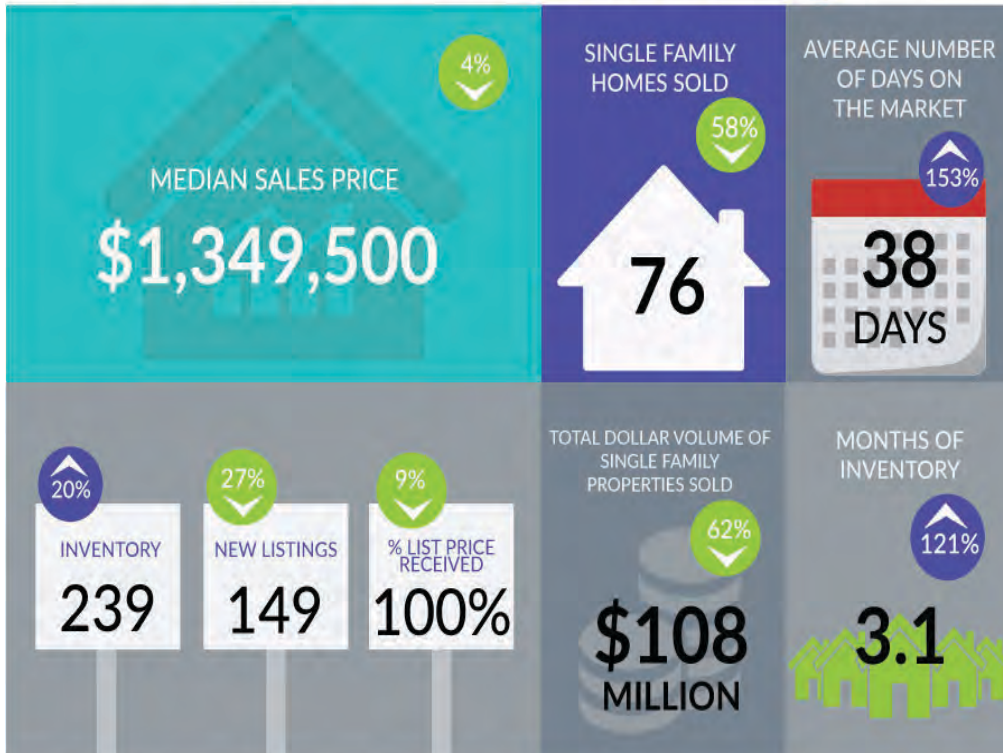 4%
MEDIAN SALES PRICE
$1,349,500
SINGLE FAMILY
HOMES SOLD
58%
76
AVERAGE NUMBER
OF DAYS ON
THE MARKET
153%
38
DAYS
20%
INVENTORY
239
27%
NEW LISTINGS
149
9%
% LIST PRICE
RECEIVED
100%
TOTAL DOLLAR VOLUME OF
SINGLE FAMILY
PROPERTIES SOLD
62%
$108
MILLION
MONTHS OF
INVENTORY
121%
3.1